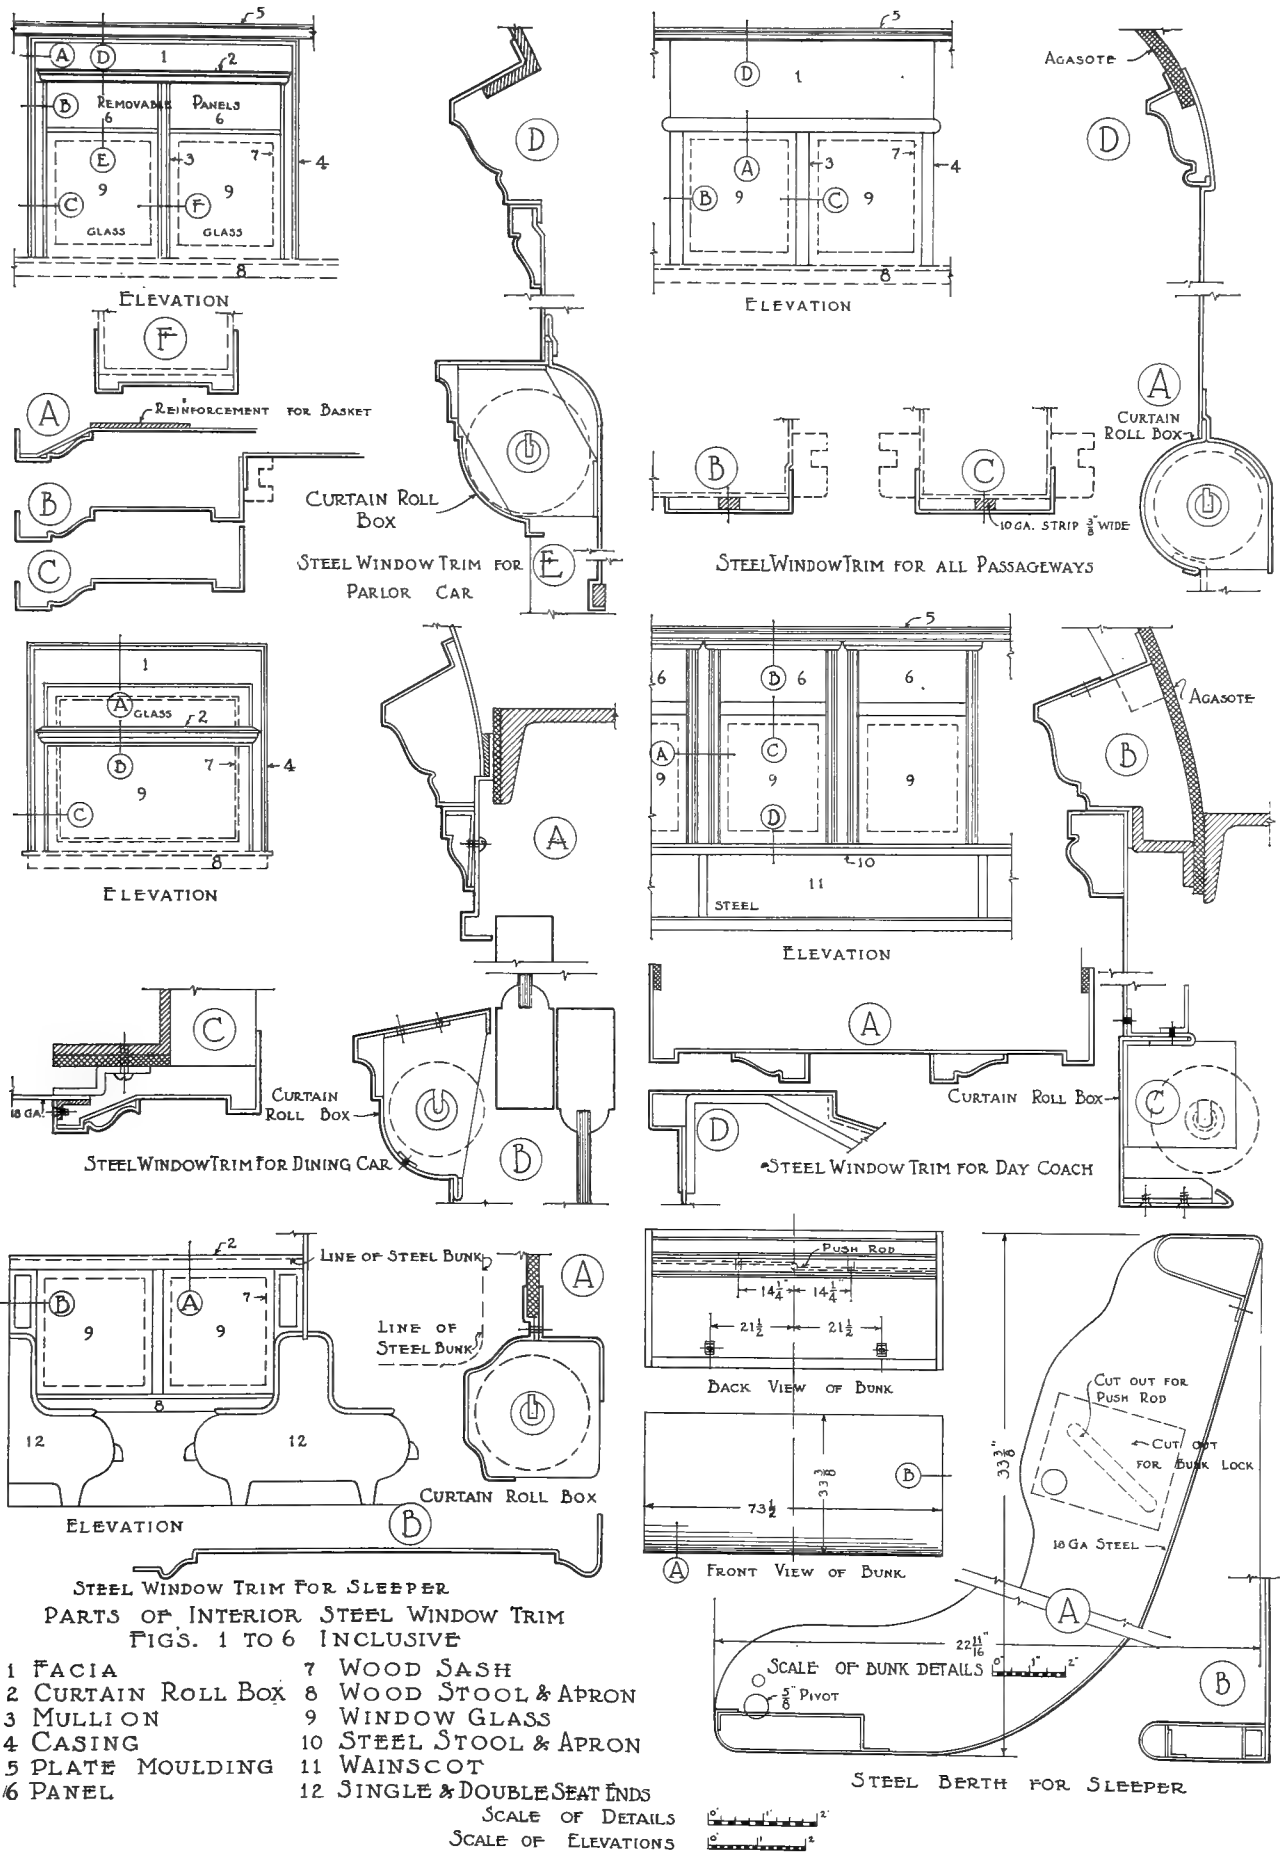 5
A D 1
2
B REMOVABLE PANELS
6 6
E 3 7 4
9 9
C F
GLASS GLASS
8
ELEVATION
F
A REINFORCEMENT FOR BASKET
B
C
D
CURTAIN ROLL
BOX
STEEL WINDOW TRIM FOR
PARLOR CAR
E
5
D 1
A 3 7 4
B 9 C 9
8
ELEVATION
AGASOTE
D
A
CURTAIN
ROLL BOX
B
C
10 GA. STRIP 3/8" WIDE
STEEL WINDOW TRIM FOR ALL PASSAGEWAYS
1
A
GLASS
2
B 7 4
9
C
8
ELEVATION
A
C
18 GA.
CURTAIN
ROLL BOX
B
STEEL WINDOW TRIM FOR DINING CAR
5
6 B 6 6
A C
9 9 9
D
10
11
STEEL
ELEVATION
AGASOTE
B
A
CURTAIN ROLL BOX
C
D
STEEL WINDOW TRIM FOR DAY COACH
2
LINE OF STEEL BUNK
B A 7
9 9
8
12 12
ELEVATION
LINE OF
STEEL BUNK
A
CURTAIN ROLL BOX
B
STEEL WINDOW TRIM FOR SLEEPER
PUSH ROD
14 1/4" 14 1/4"
21 1/2 21 1/2
BACK VIEW OF BUNK
33 3/8
B
73 1/2
A FRONT VIEW OF BUNK
33 3/8"
CUT OUT FOR
PUSH ROD
CUT OUT
FOR BUNK LOCK
18 GA STEEL
A
22 11/16"
SCALE OF BUNK DETAILS 0" 1" 2"
5/8" PIVOT
B
STEEL BERTH FOR SLEEPER
PARTS OF INTERIOR STEEL WINDOW TRIM
FIG'S. 1 TO 6 INCLUSIVE
1 FACIA
2 CURTAIN ROLL BOX
3 MULLION
4 CASING
5 PLATE MOULDING
6 PANEL
7 WOOD SASH
8 WOOD STOOL & APRON
9 WINDOW GLASS
10 STEEL STOOL & APRON
11 WAINSCOT
12 SINGLE & DOUBLE SEAT ENDS
SCALE OF DETAILS 0" 1" 2"
SCALE OF ELEVATIONS 0' 1' 2'